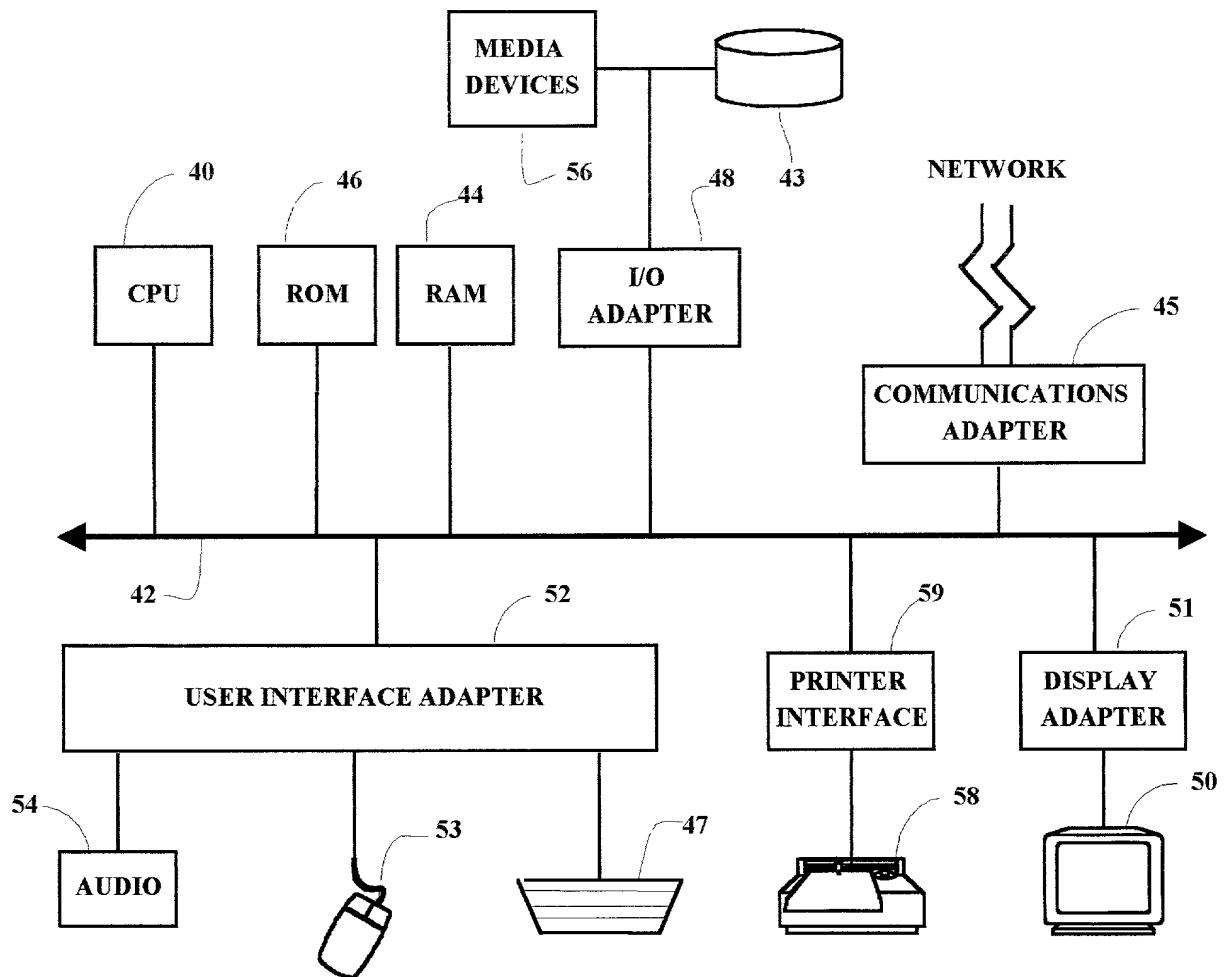 MEDIA
DEVICES
56
43
40
46
44
48
NETWORK
CPU
ROM
RAM
I/O
ADAPTER
45
COMMUNICATIONS
ADAPTER
42
52
59
51
USER INTERFACE ADAPTER
PRINTER
INTERFACE
DISPLAY
ADAPTER
54
53
47
58
50
AUDIO